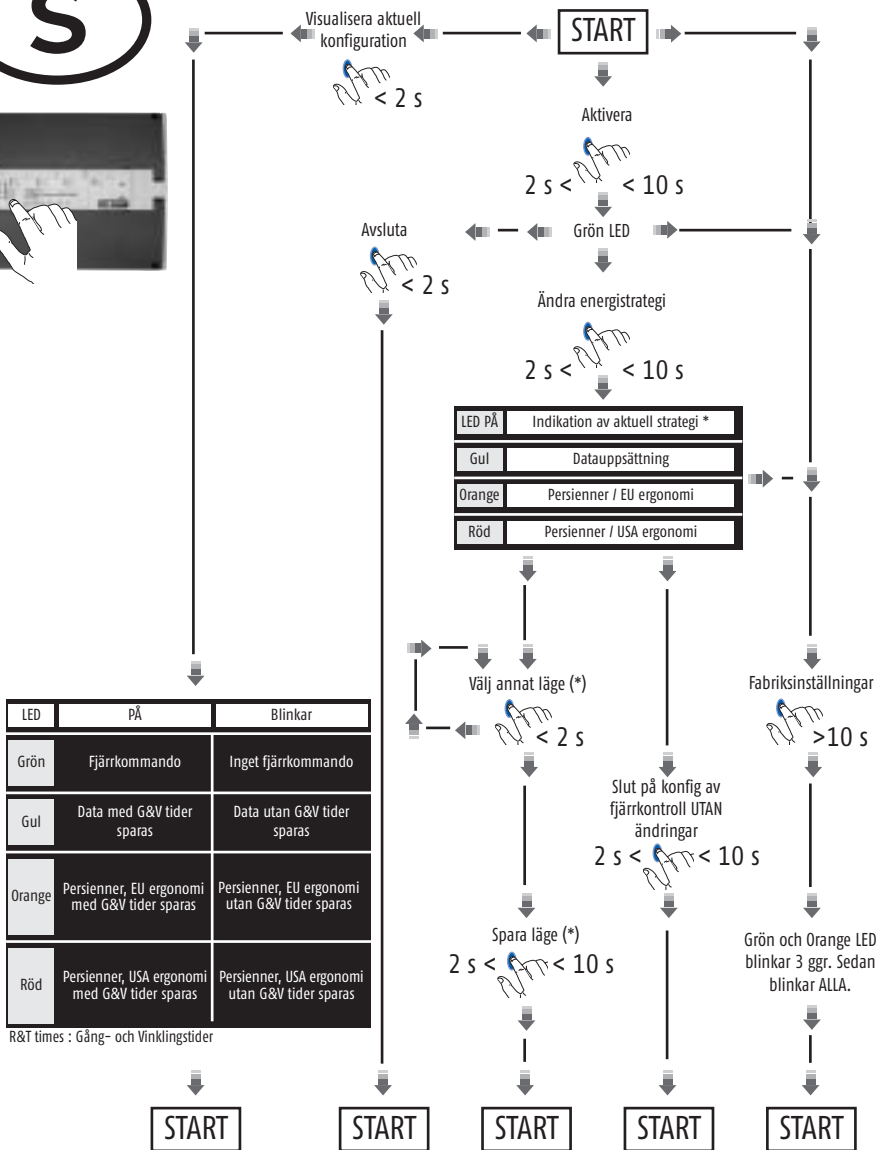 S
Visualisera aktuell
konfiguration
< 2 s
START
Aktivera
2 s < < 10 s
Avsluta
< 2 s
Grön LED
Ändra energistrategi
2 s < < 10 s
LED PÅ Indikation av aktuell strategi *
Gul Datauppsättning
Orange Persienner / EU ergonomi
Röd Persienner / USA ergonomi
Välj annat läge (*)
< 2 s
Fabriksinställningar
>10 s
LED PÅ Blinkar
Grön Fjärrkommando Inget fjärrkommando
Gul Data med G&V tider
sparas Data utan G&V tider
sparas
Orange Persienner, EU ergonomi
med G&V tider sparas Persienner, EU ergonomi
utan G&V tider sparas
Röd Persienner, USA ergonomi
med G&V tider sparas Persienner, USA ergonomi
utan G&V tider sparas
R&T times : Gång- och Vinklingstider
Slut på konfig av
fjärrkontroll UTAN
ändringar
2 s < < 10 s
Spara läge (*)
2 s < < 10 s
Grön och Orange LED
blinkar 3 ggr. Sedan
blinkar ALLA.
START
START
START
START
START